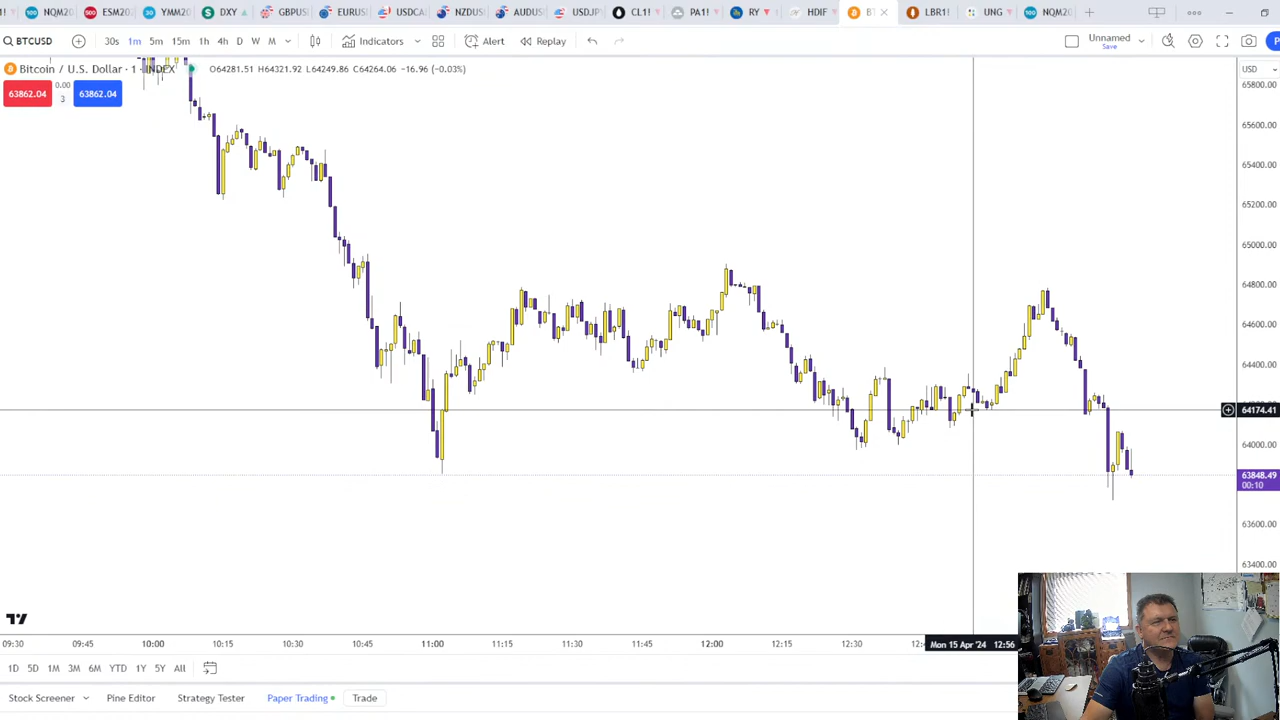 NQM20 ESM202 YMM20 DXY GBPUS EURUS USDCA NZDUS AUDUS USDJP CL1! PA1! RY HDIF BT LBR1! UNG NQM20
BTCUSD 30s 1m 5m 15m 1h 4h D W M Indicators Alert Replay Unnamed Save
Bitcoin / U.S. Dollar · 1 · INDEX O64281.51 H64321.92 L64249.86 C64264.06 −16.96 (−0.03%) USD
63862.04 0.00 3 63862.04
65800.00
65600.00
65400.00
65200.00
65000.00
64800.00
64600.00
64400.00
64174.41
64000.00
63848.49
00:10
63600.00
63400.00
09:30 09:45 10:00 10:15 10:30 10:45 11:00 11:15 11:30 11:45 12:00 12:15 12:30 Mon 15 Apr '24 12:56
1D 5D 1M 3M 6M YTD 1Y 5Y All
Stock Screener Pine Editor Strategy Tester Paper Trading Trade